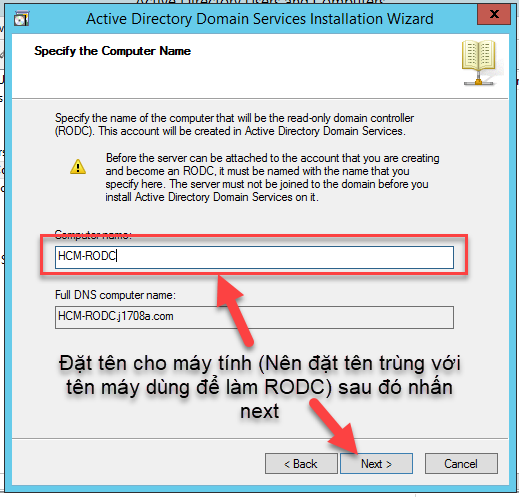 Active Directory Users and Computers
Active Directory Domain Services Installation Wizard
Specify the Computer Name
Specify the name of the computer that will be the read-only domain controller
(RODC). This account will be created in Active Directory Domain Services.
Before the server can be attached to the account that you are creating
and become an RODC, it must be named with the name that you
specify here. The server must not be joined to the domain before you
install Active Directory Domain Services on it.
Computer name:
HCM-RODC
Full DNS computer name:
HCM-RODC.j1708a.com
Đặt tên cho máy tính (Nên đặt tên trùng với
tên máy dùng để làm RODC) sau đó nhấn
next
< Back Next > Cancel